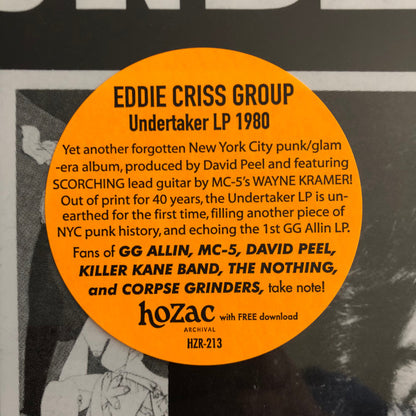 EDDIE CRISS GROUP
Undertaker LP 1980
Yet another forgotten New York City punk/glam
-era album, produced by David Peel and featuring
SCORCHING lead guitar by MC-5's WAYNE KRAMER!
Out of print for 40 years, the Undertaker LP is un-
earthed for the first time, filling another piece of
NYC punk history, and echoing the 1st GG Allin LP.
Fans of GG ALLIN, MC-5, DAVID PEEL,
KILLER KANE BAND, THE NOTHING,
and CORPSE GRINDERS, take note!
hozac with FREE download
ARCHIVAL
HZR-213